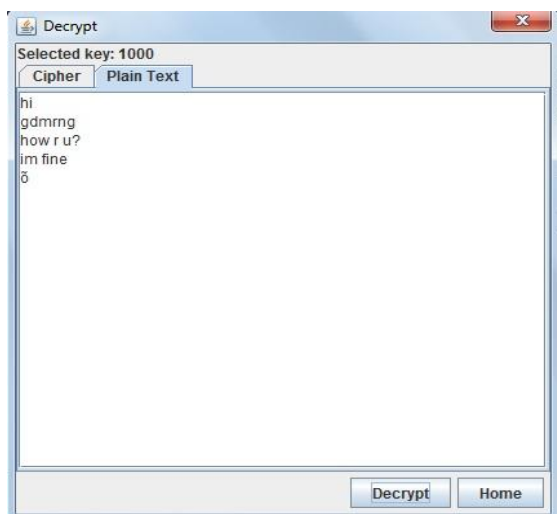 Decrypt
Selected key: 1000
Cipher Plain Text
hi
gdmrng
how r u?
im fine
õ
Decrypt Home